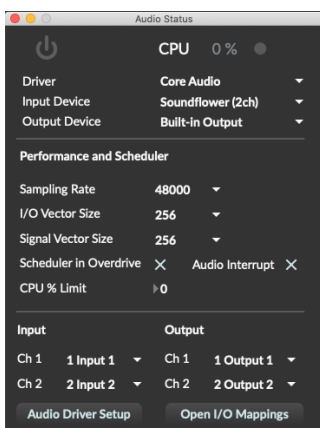 Audio Status
CPU 0 %
Driver Core Audio
Input Device Soundflower (2ch)
Output Device Built-in Output
Performance and Scheduler
Sampling Rate 48000
I/O Vector Size 256
Signal Vector Size 256
Scheduler in Overdrive X Audio Interrupt X
CPU % Limit 0
Input Output
Ch 1 1 Input 1 Ch 1 1 Output 1
Ch 2 2 Input 2 Ch 2 2 Output 2
Audio Driver Setup Open I/O Mappings